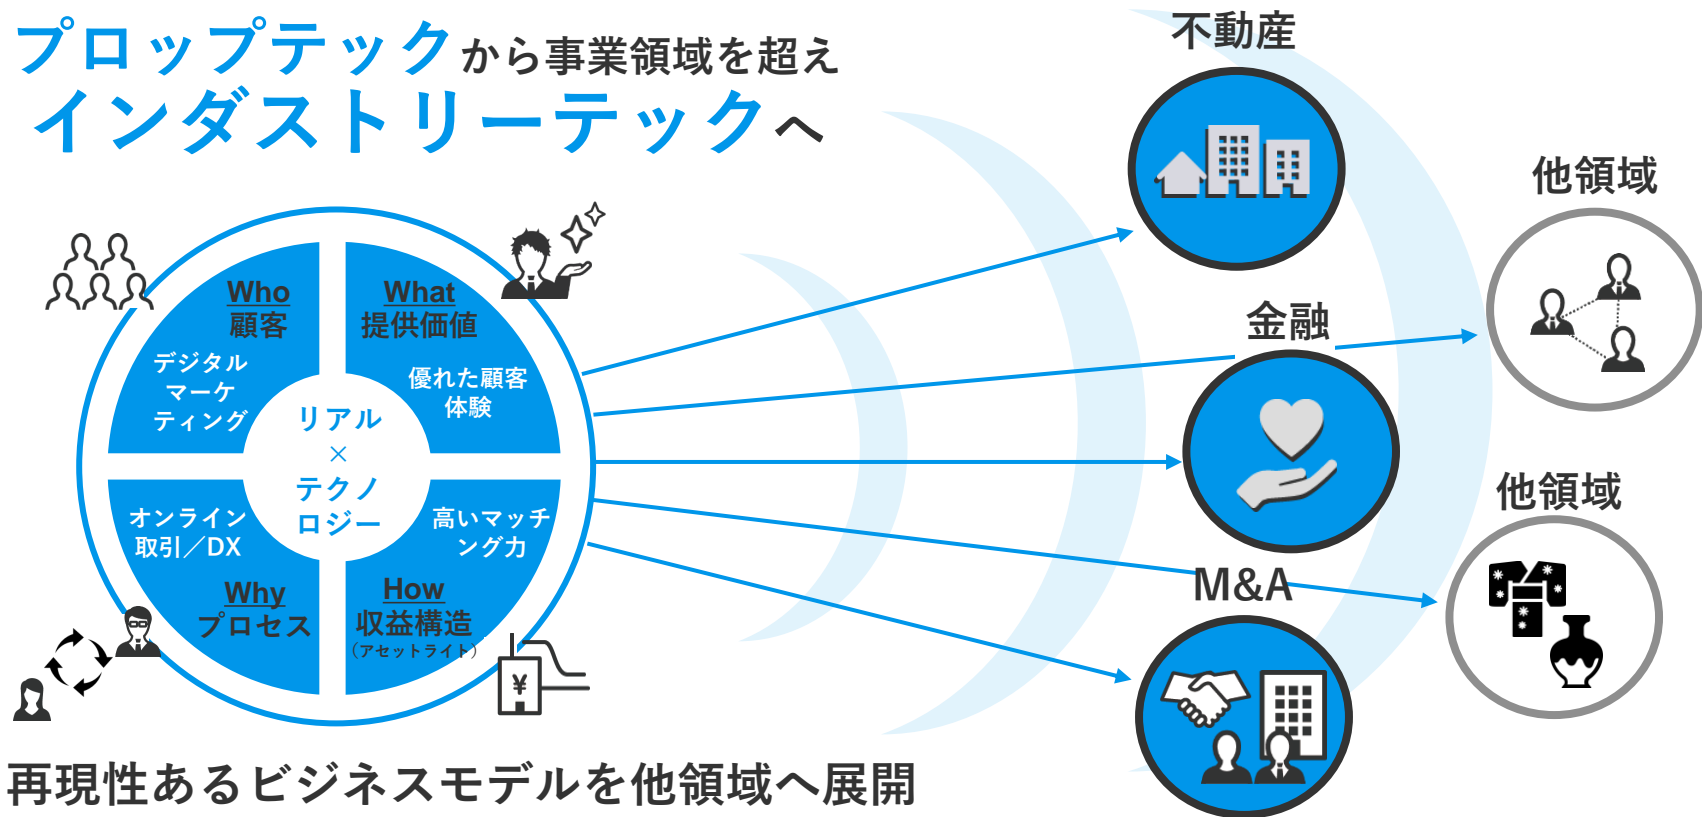 プロップテックから事業領域を超え
インダストリーテックへ
Who
顧客
デジタル
マーケ
ティング
What
提供価値
優れた顧客
体験
リアル
×
テクノ
ロジー
オンライン
取引／DX
Why
プロセス
高いマッチ
ング力
How
収益構造
（アセットライト）
¥
不動産
金融
M&A
他領域
他領域
再現性あるビジネスモデルを他領域へ展開